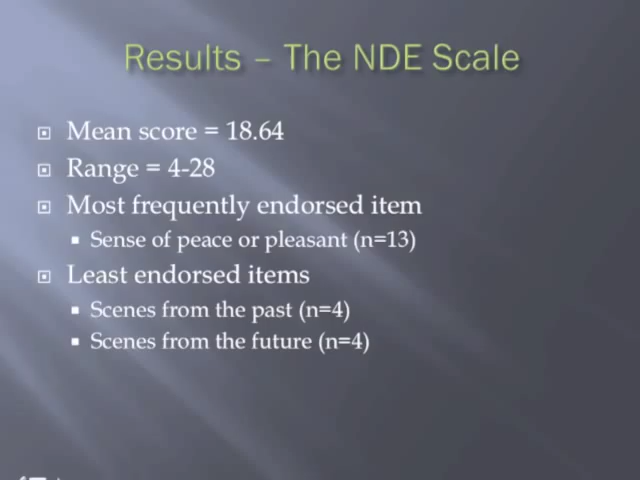 Results – The NDE Scale
Mean score = 18.64
Range = 4-28
Most frequently endorsed item
Sense of peace or pleasant (n=13)
Least endorsed items
Scenes from the past (n=4)
Scenes from the future (n=4)